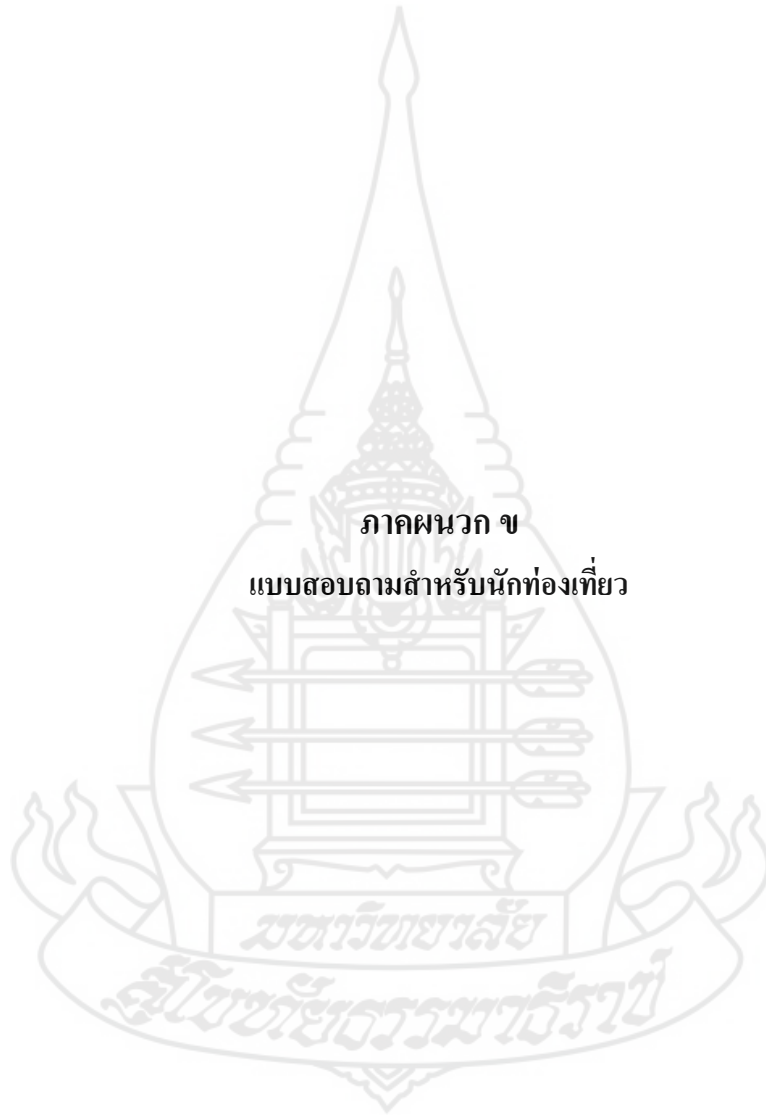 ภาคผนวก ข
แบบสอบถามสำหรับนักท่องเที่ยว
มหาวิทยาลัย
สุโขทัยธรรมาธิราช